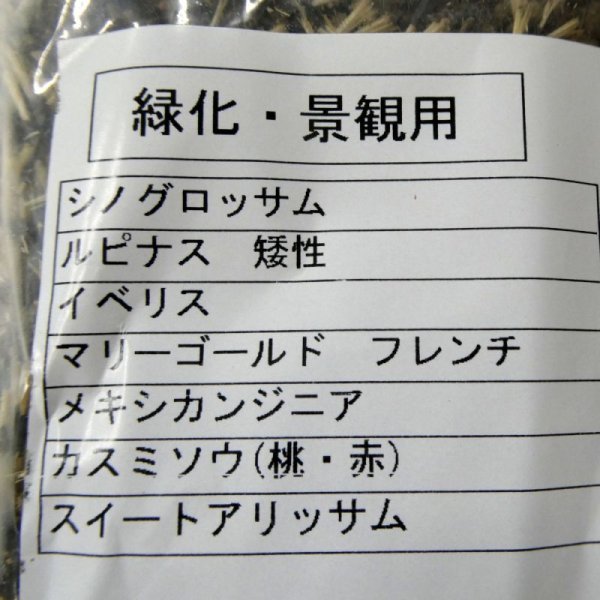 緑化・景観用
シノグロッサム
ルピナス　矮性
イベリス
マリーゴールド　フレンチ
メキシカンジニア
カスミソウ(桃・赤)
スイートアリッサム